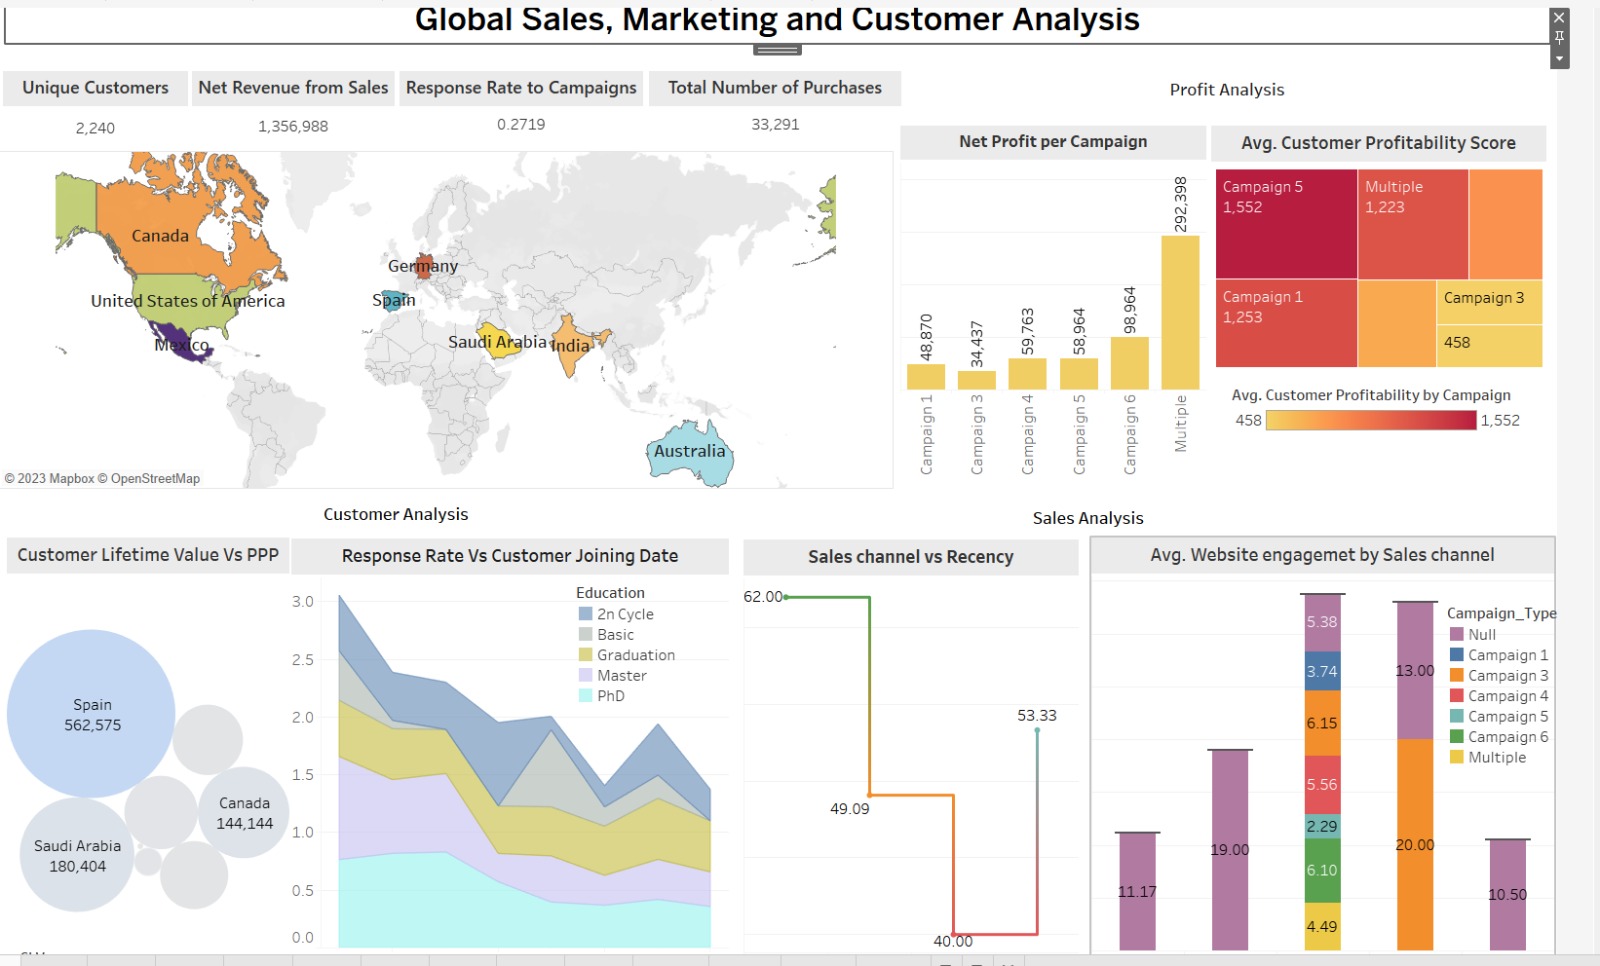 Global Sales, Marketing and Customer Analysis
Unique Customers
Net Revenue from Sales
Response Rate to Campaigns
Total Number of Purchases
2,240
1,356,988
0.2719
33,291
Canada
Germany
United States of America
Spain
Mexico
Saudi Arabia
India
Australia
© 2023 Mapbox © OpenStreetMap
Profit Analysis
Net Profit per Campaign
48,870
34,437
59,763
58,964
98,964
292,398
Campaign 1
Campaign 3
Campaign 4
Campaign 5
Campaign 6
Multiple
Avg. Customer Profitability Score
Campaign 5
1,552
Multiple
1,223
Campaign 1
1,253
Campaign 3
458
Avg. Customer Profitability by Campaign
458
1,552
Customer Analysis
Customer Lifetime Value Vs PPP
Spain
562,575
Canada
144,144
Saudi Arabia
180,404
Response Rate Vs Customer Joining Date
3.0
2.5
2.0
1.5
1.0
0.5
0.0
Education
2n Cycle
Basic
Graduation
Master
PhD
Sales Analysis
Sales channel vs Recency
62.00
49.09
40.00
53.33
Avg. Website engagemet by Sales channel
11.17
19.00
5.38
3.74
6.15
5.56
2.29
6.10
4.49
13.00
20.00
10.50
Campaign_Type
Null
Campaign 1
Campaign 3
Campaign 4
Campaign 5
Campaign 6
Multiple